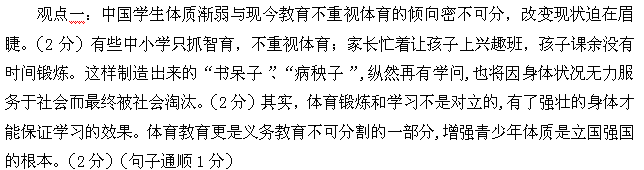 观点一：中国学生体质渐弱与现今教育不重视体育的倾向密不可分，改变现状迫在眉
睫。（2 分）有些中小学只抓智育，不重视体育；家长忙着让孩子上兴趣班，孩子课余没有
时间锻炼。这样制造出来的“书呆子”、“病秧子”,纵然再有学问,也将因身体状况无力服
务于社会而最终被社会淘汰。（2分）其实，体育锻炼和学习不是对立的,有了强壮的身体才
能保证学习的效果。体育教育更是义务教育不可分割的一部分,增强青少年体质是立国强国
的根本。（2分）（句子通顺 1 分）